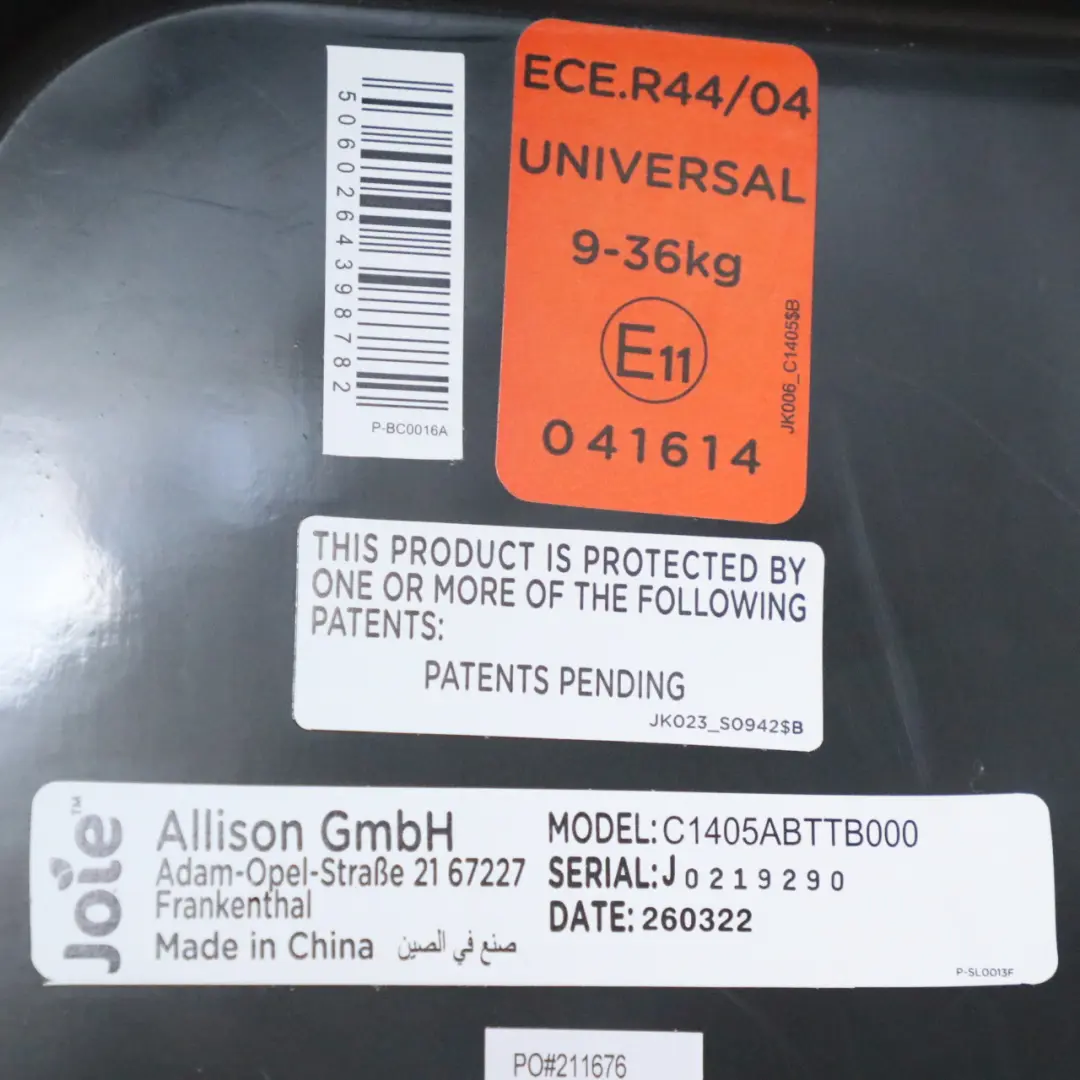 5060264398782
P-BC0016A
ECE.R44/04
UNIVERSAL
9-36kg
E11
041614
JK006_C1405$B
THIS PRODUCT IS PROTECTED BY
ONE OR MORE OF THE FOLLOWING
PATENTS:
PATENTS PENDING
JK023_S0942$B
Joie™
Allison GmbH
Adam-Opel-Straße 21 67227
Frankenthal
Made in China صنع في الصين
MODEL: C1405ABTTB000
SERIAL: J0219290
DATE: 260322
P-SL0013F
PO#211676